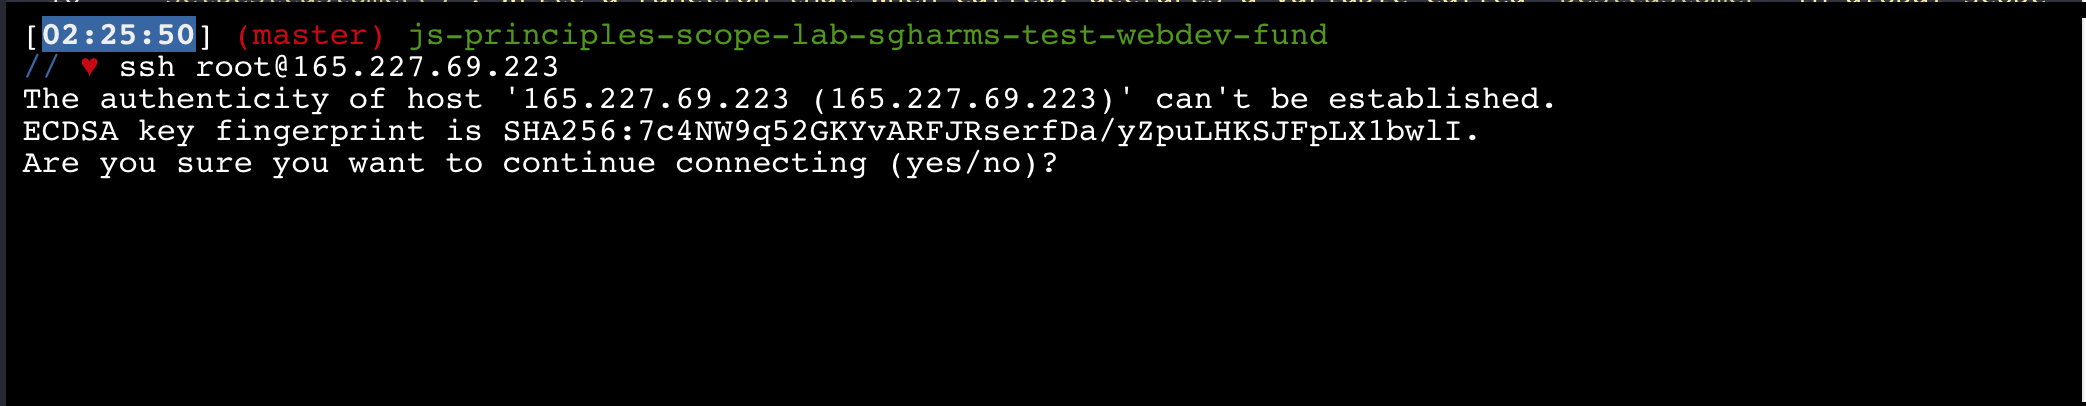 [02:25:50] (master) js-principles-scope-lab-sgharms-test-webdev-fund
// ♥ ssh root@165.227.69.223
The authenticity of host '165.227.69.223 (165.227.69.223)' can't be established.
ECDSA key fingerprint is SHA256:7c4NW9q52GKYvARFJRserfDa/yZpuLHKSJFpLX1bwlI.
Are you sure you want to continue connecting (yes/no)?